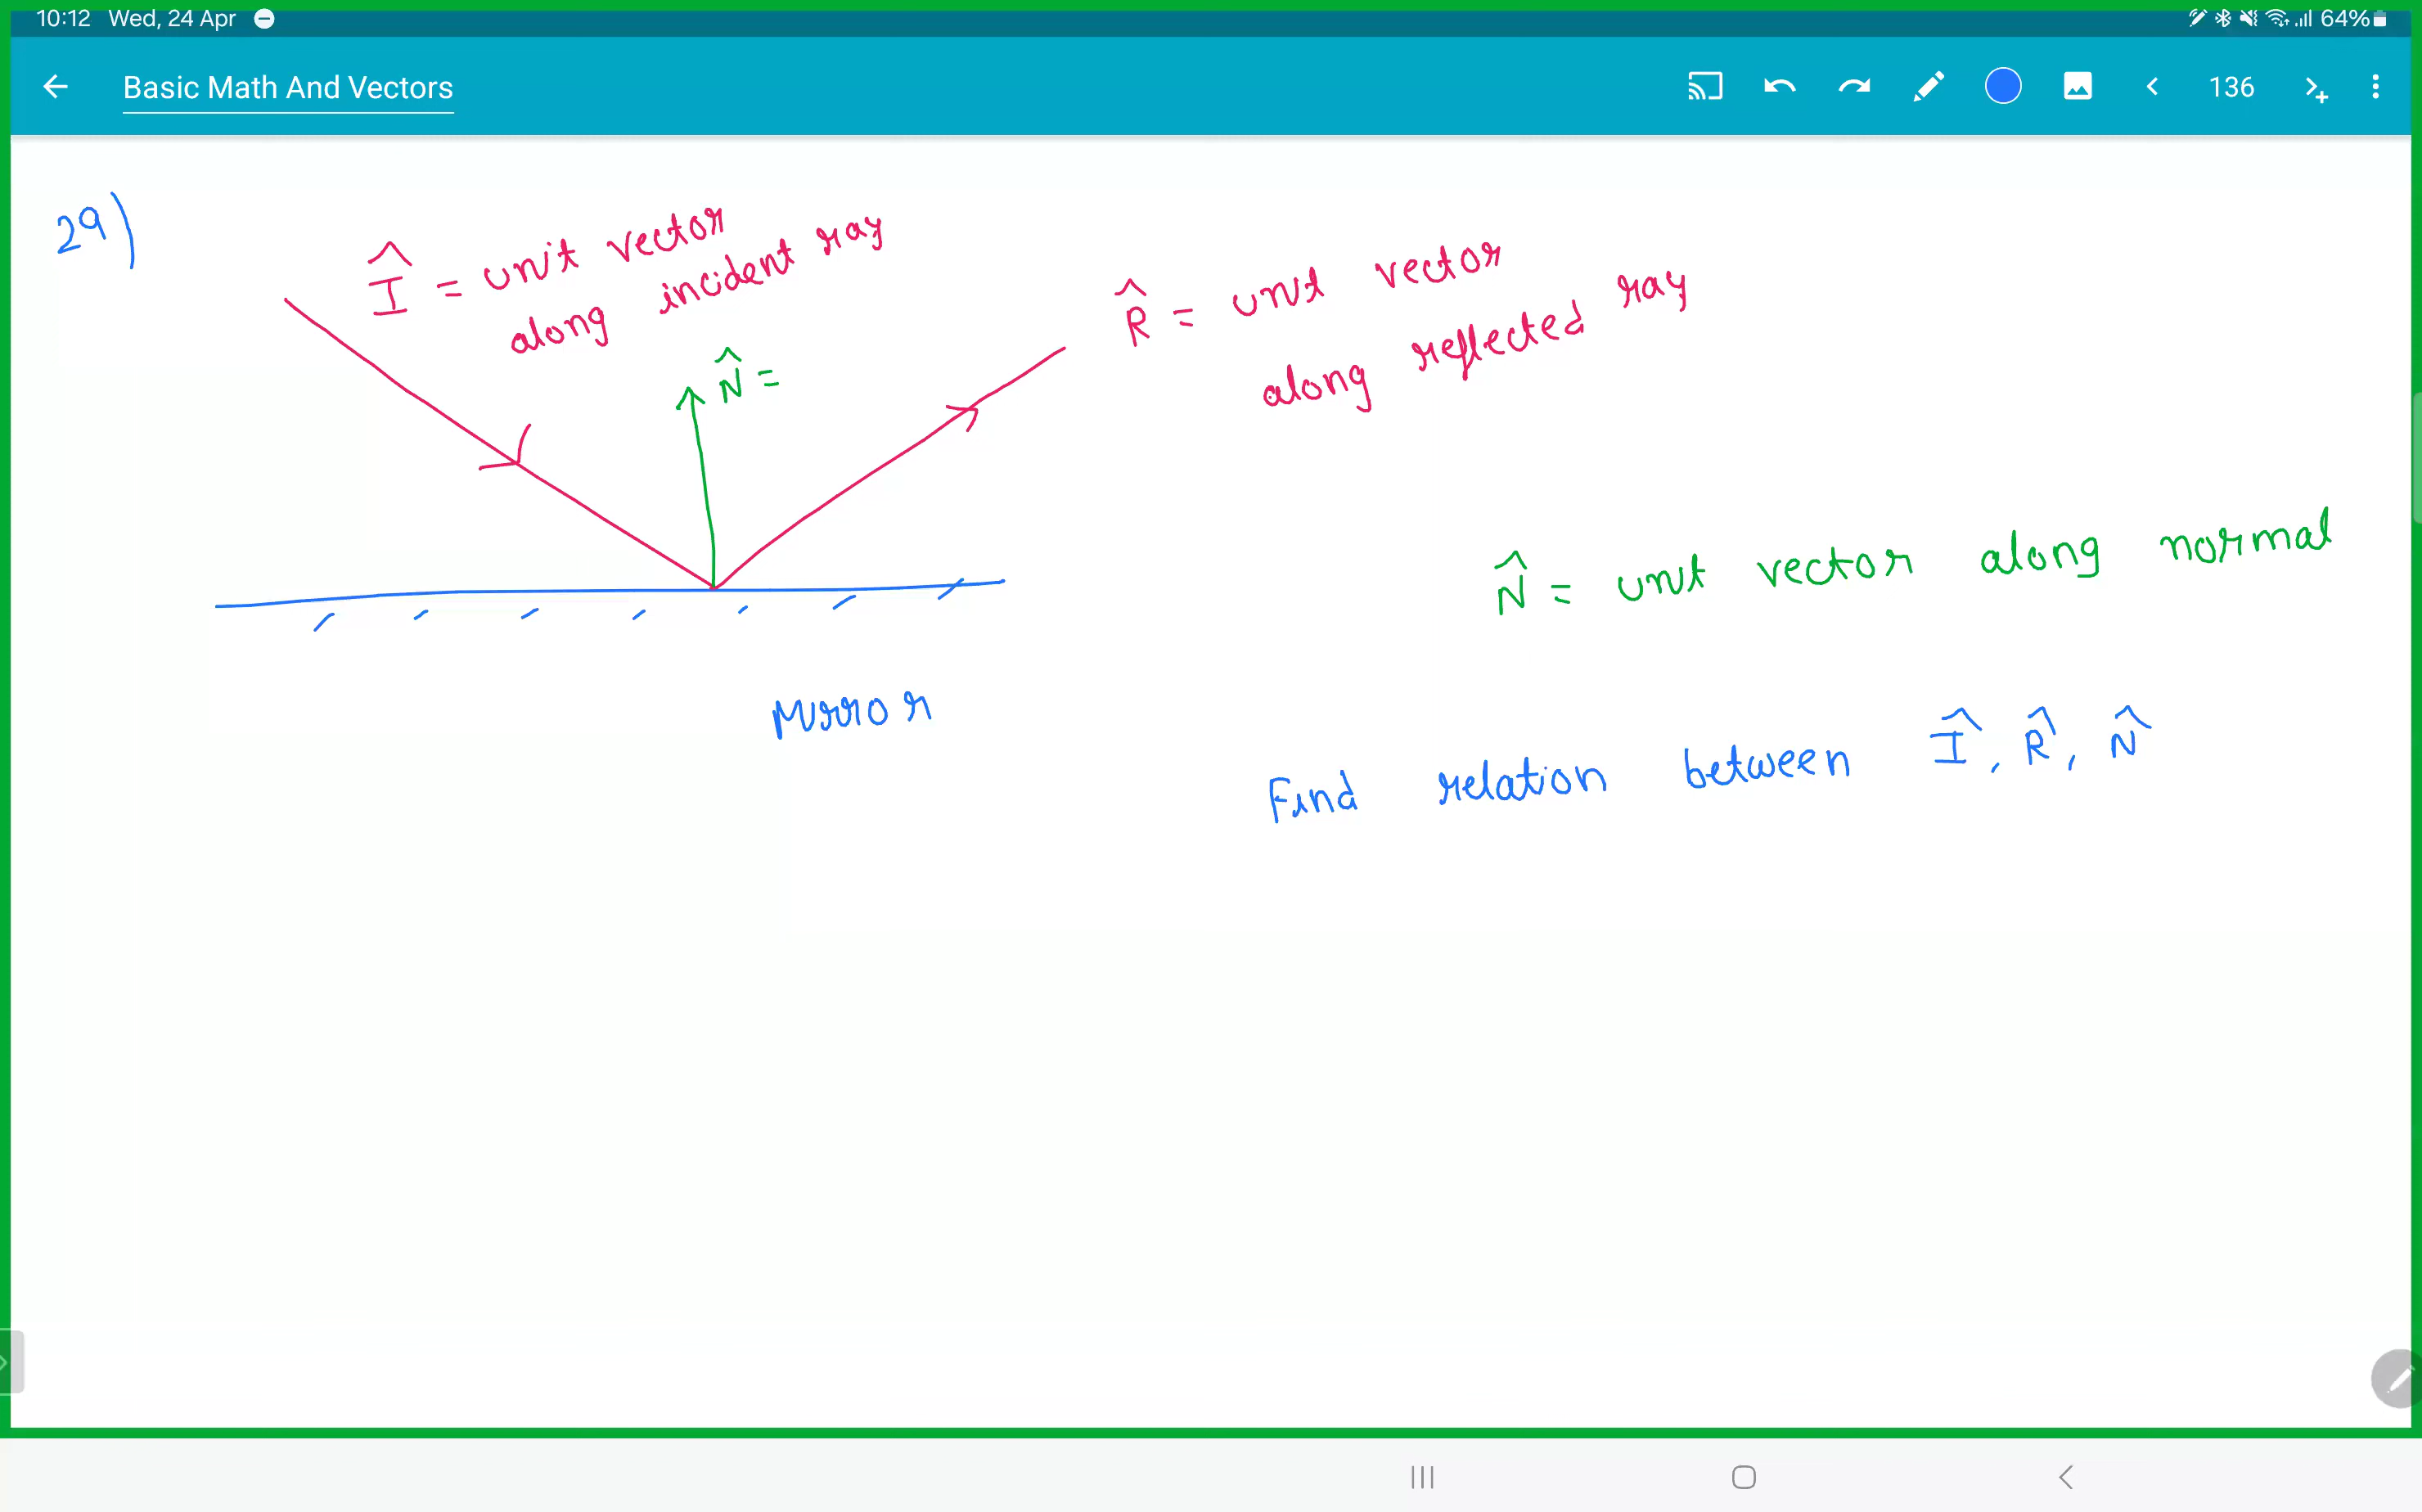 10:12 Wed, 24 Apr
64%
Basic Math And Vectors
136
29)
Î = unit vector
along incident ray
N̂ =
R̂ = unit vector
along reflected ray
N̂ = unit vector along normal
Mirror
Find relation between Î, R̂, N̂